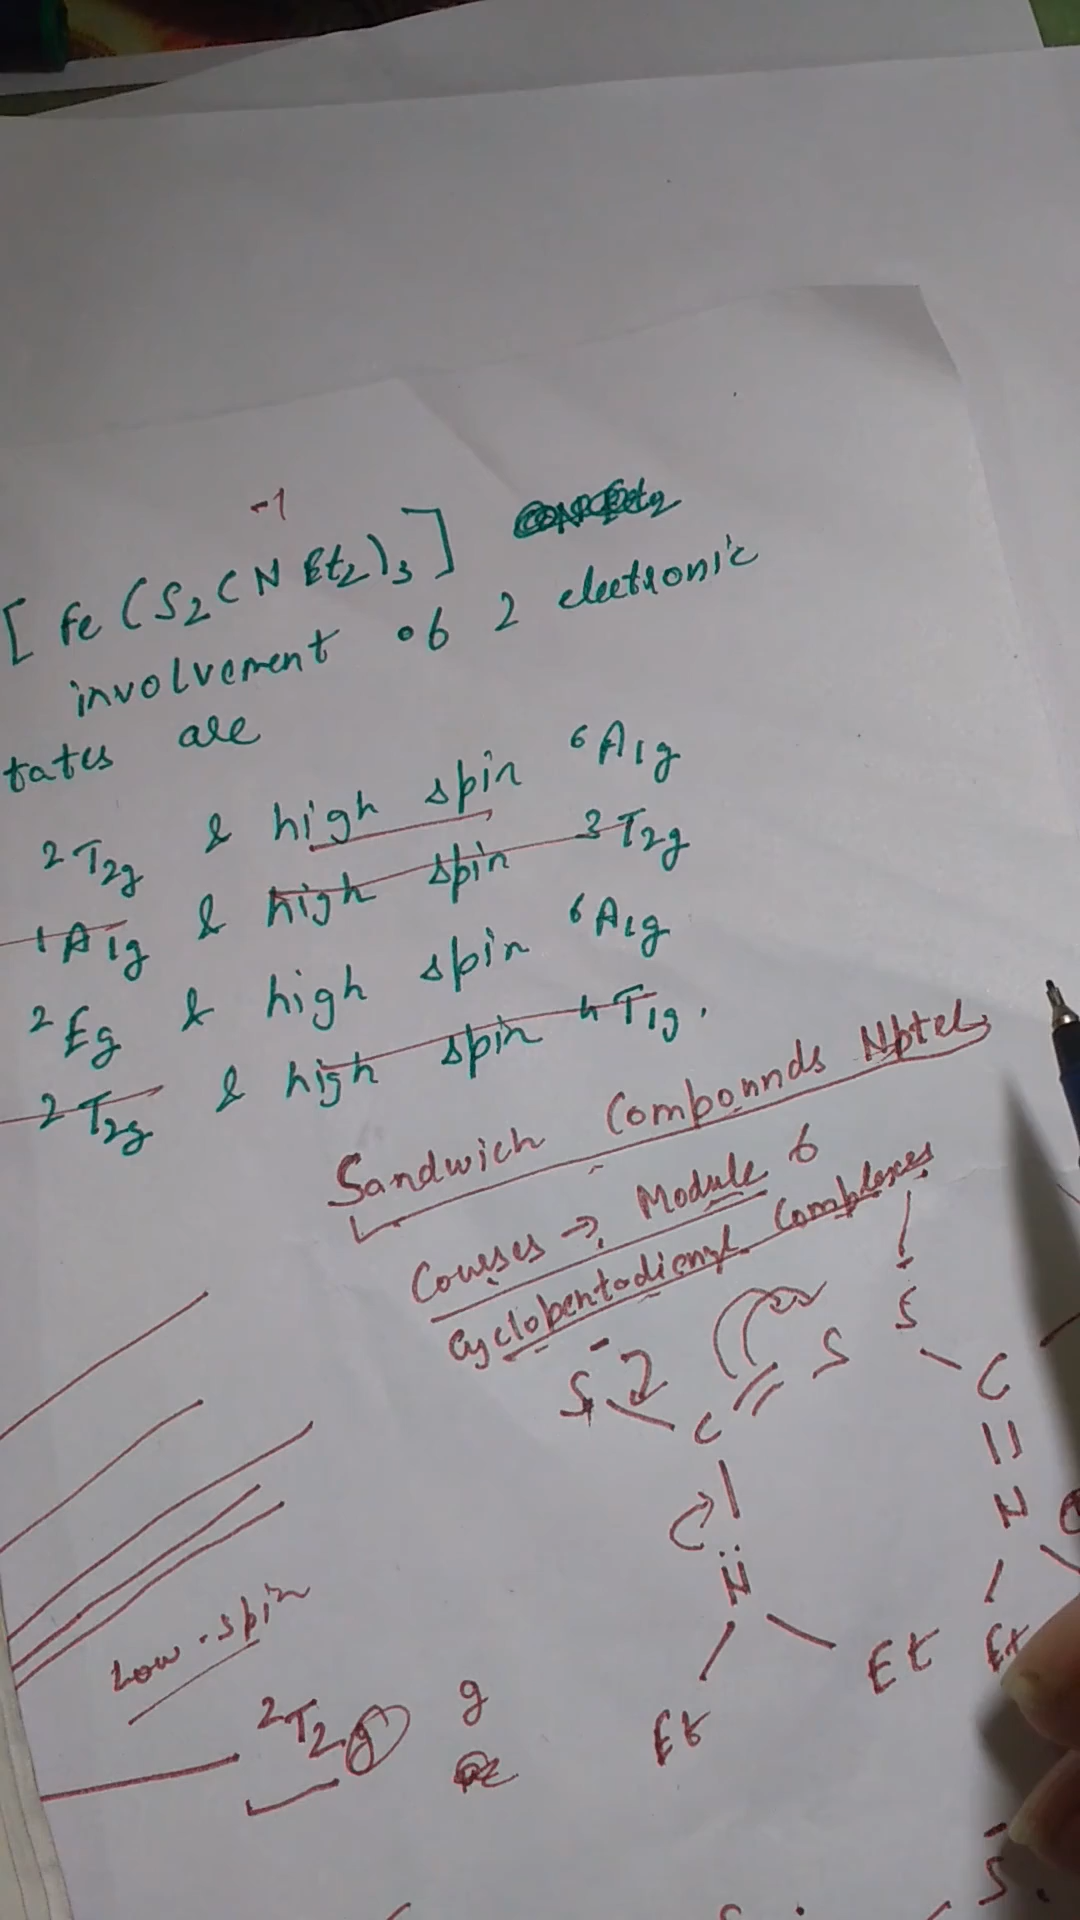 -1
[Fe(S2CNEt2)3]
involvement of 2 electronic
tates are
2T2g & high spin 6A1g
1A1g & high spin 3T2g
2Eg & high spin 6A1g
2T2g & high spin 4T1g.
Sandwich Compounds Nptel
Courses → Module 6
Cyclopentadienyl Complexes
S - C = S
N
Et Et
S - C
=
N
Et
Low-spin
2T2g g
S.